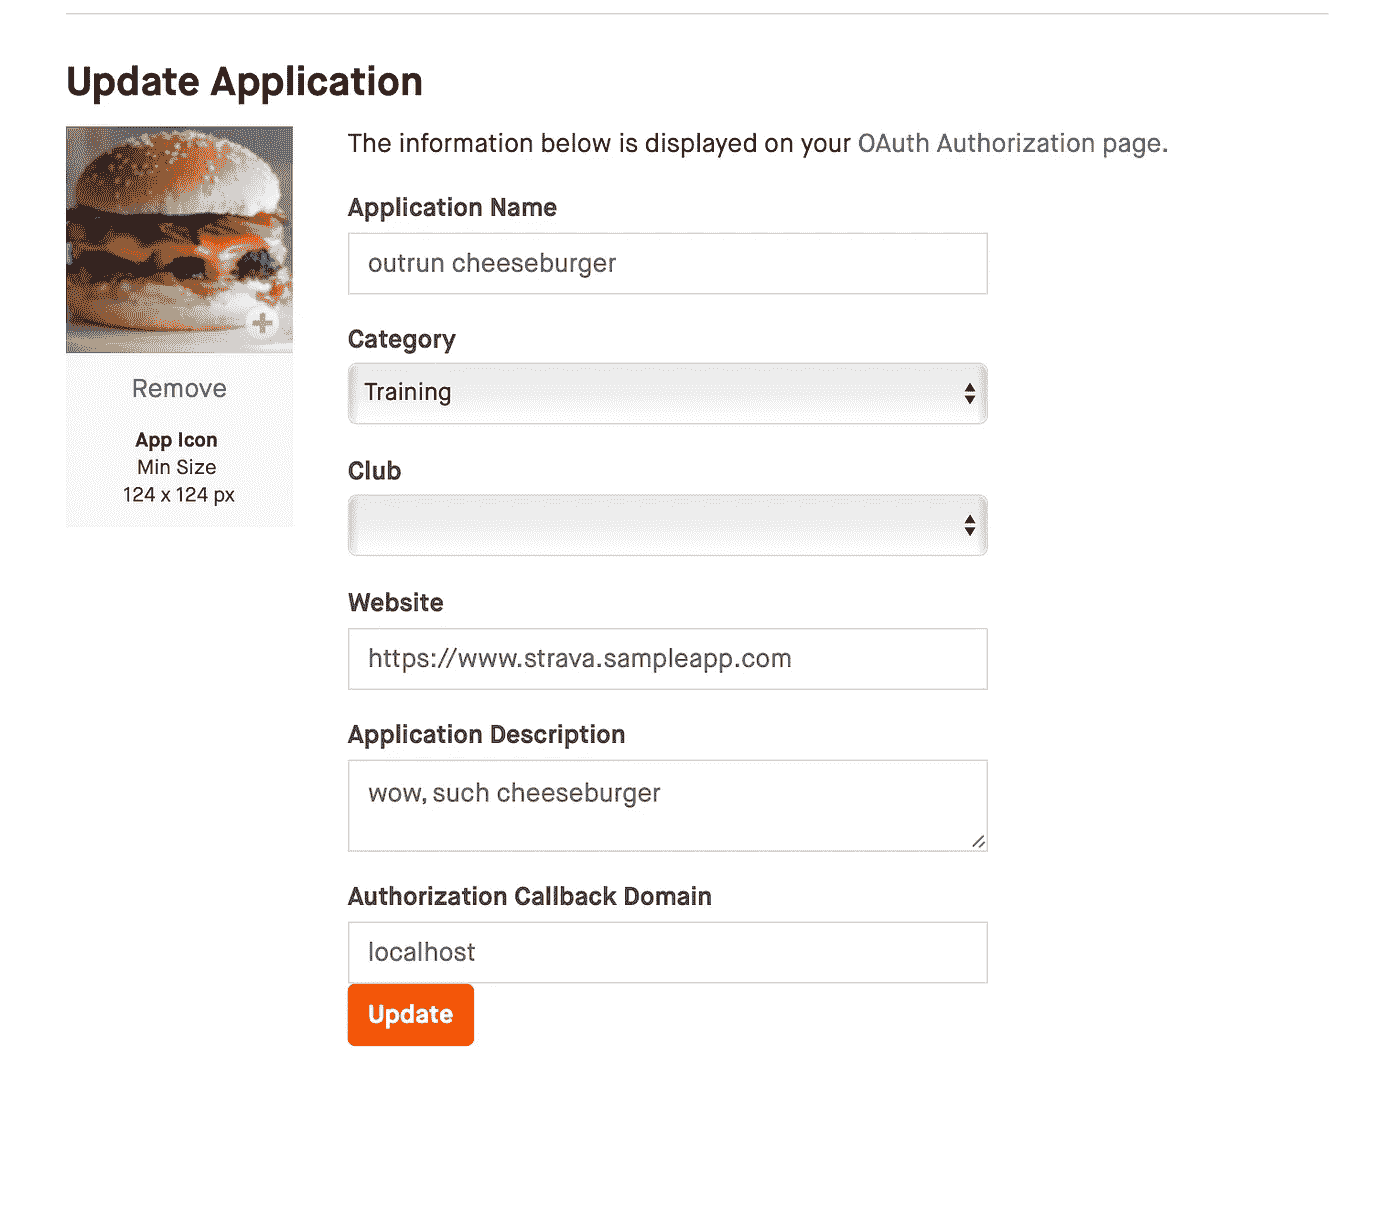 Update Application
The information below is displayed on your OAuth Authorization page.
Remove
App Icon
Min Size
124 x 124 px
Application Name
outrun cheeseburger
Category
Training
Club
Website
https://www.strava.sampleapp.com
Application Description
wow, such cheeseburger
Authorization Callback Domain
localhost
Update